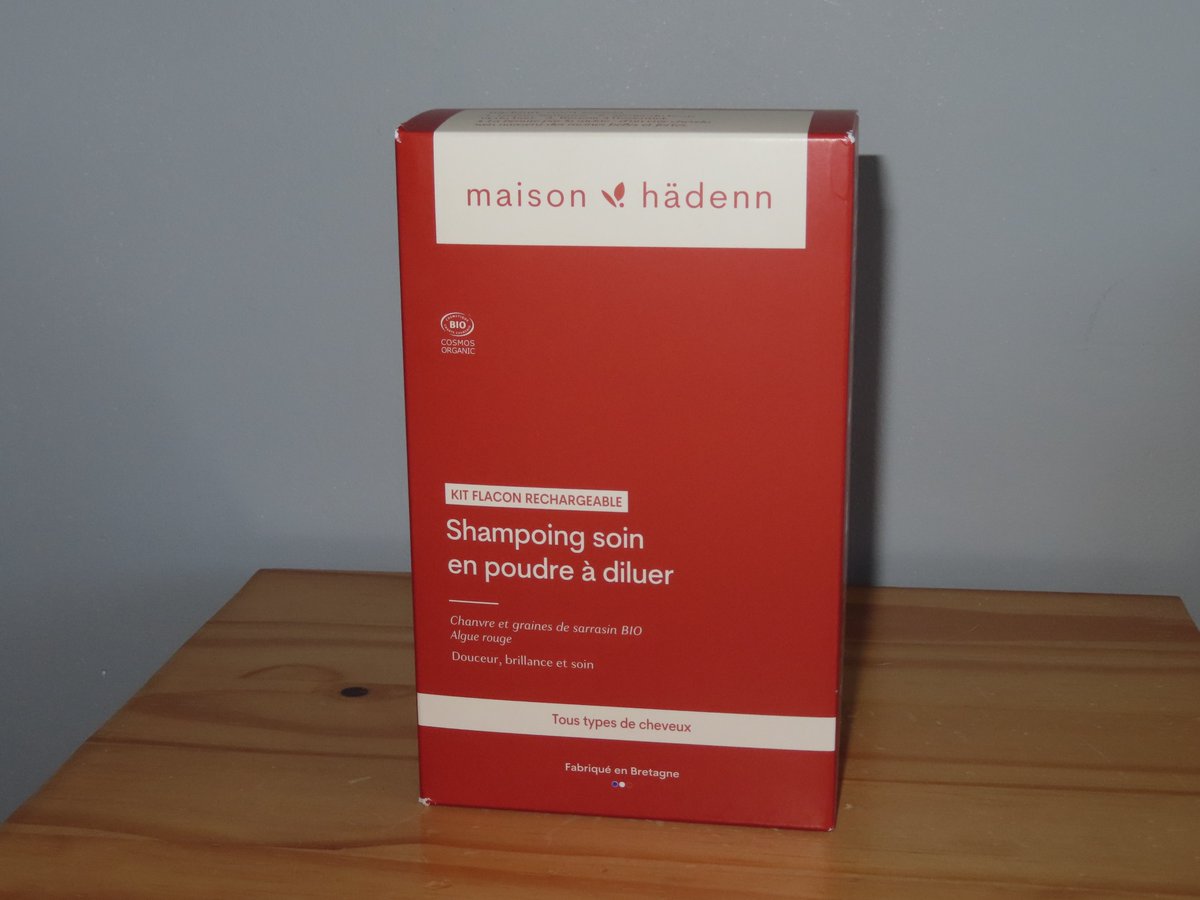 maison hädenn
BIO
COSMOS
ORGANIC
KIT FLACON RECHARGEABLE
Shampoing soin
en poudre à diluer
Chanvre et graines de sarrasin BIO
Algue rouge
Douceur, brillance et soin
Tous types de cheveux
Fabriqué en Bretagne